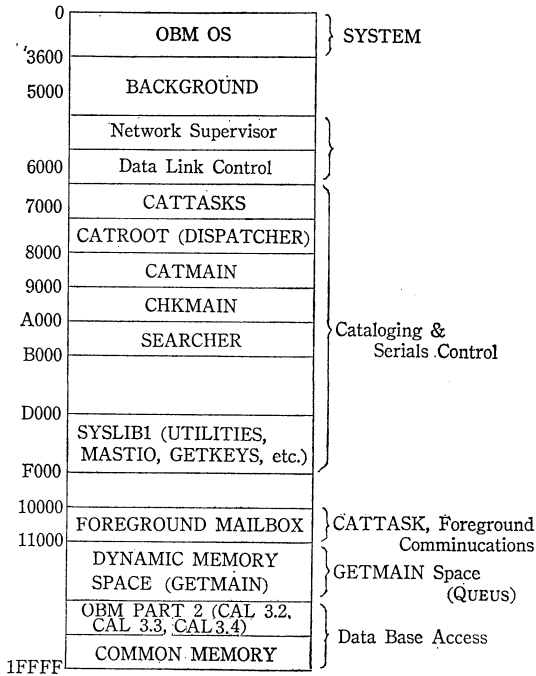 0
OBM OS
SYSTEM
3600
5000
BACKGROUND
Network Supervisor
6000
Data Link Control
7000
CATTASKS
CATROOT (DISPATCHER)
8000
CATMAIN
9000
CHKMAIN
A000
SEARCHER
B000
Cataloging &
Serials Control
D000
SYSLIB1 (UTILITIES,
MASTIO, GETKEYS, etc.)
F000
10000
FOREGROUND MAILBOX
CATTASK, Foreground
Comminucations
11000
DYNAMIC MEMORY
SPACE (GETMAIN)
GETMAIN Space
(QUEUS)
OBM PART 2 (CAL 3.2,
CAL 3.3, CAL 3.4)
Data Base Access
COMMON MEMORY
1FFFF